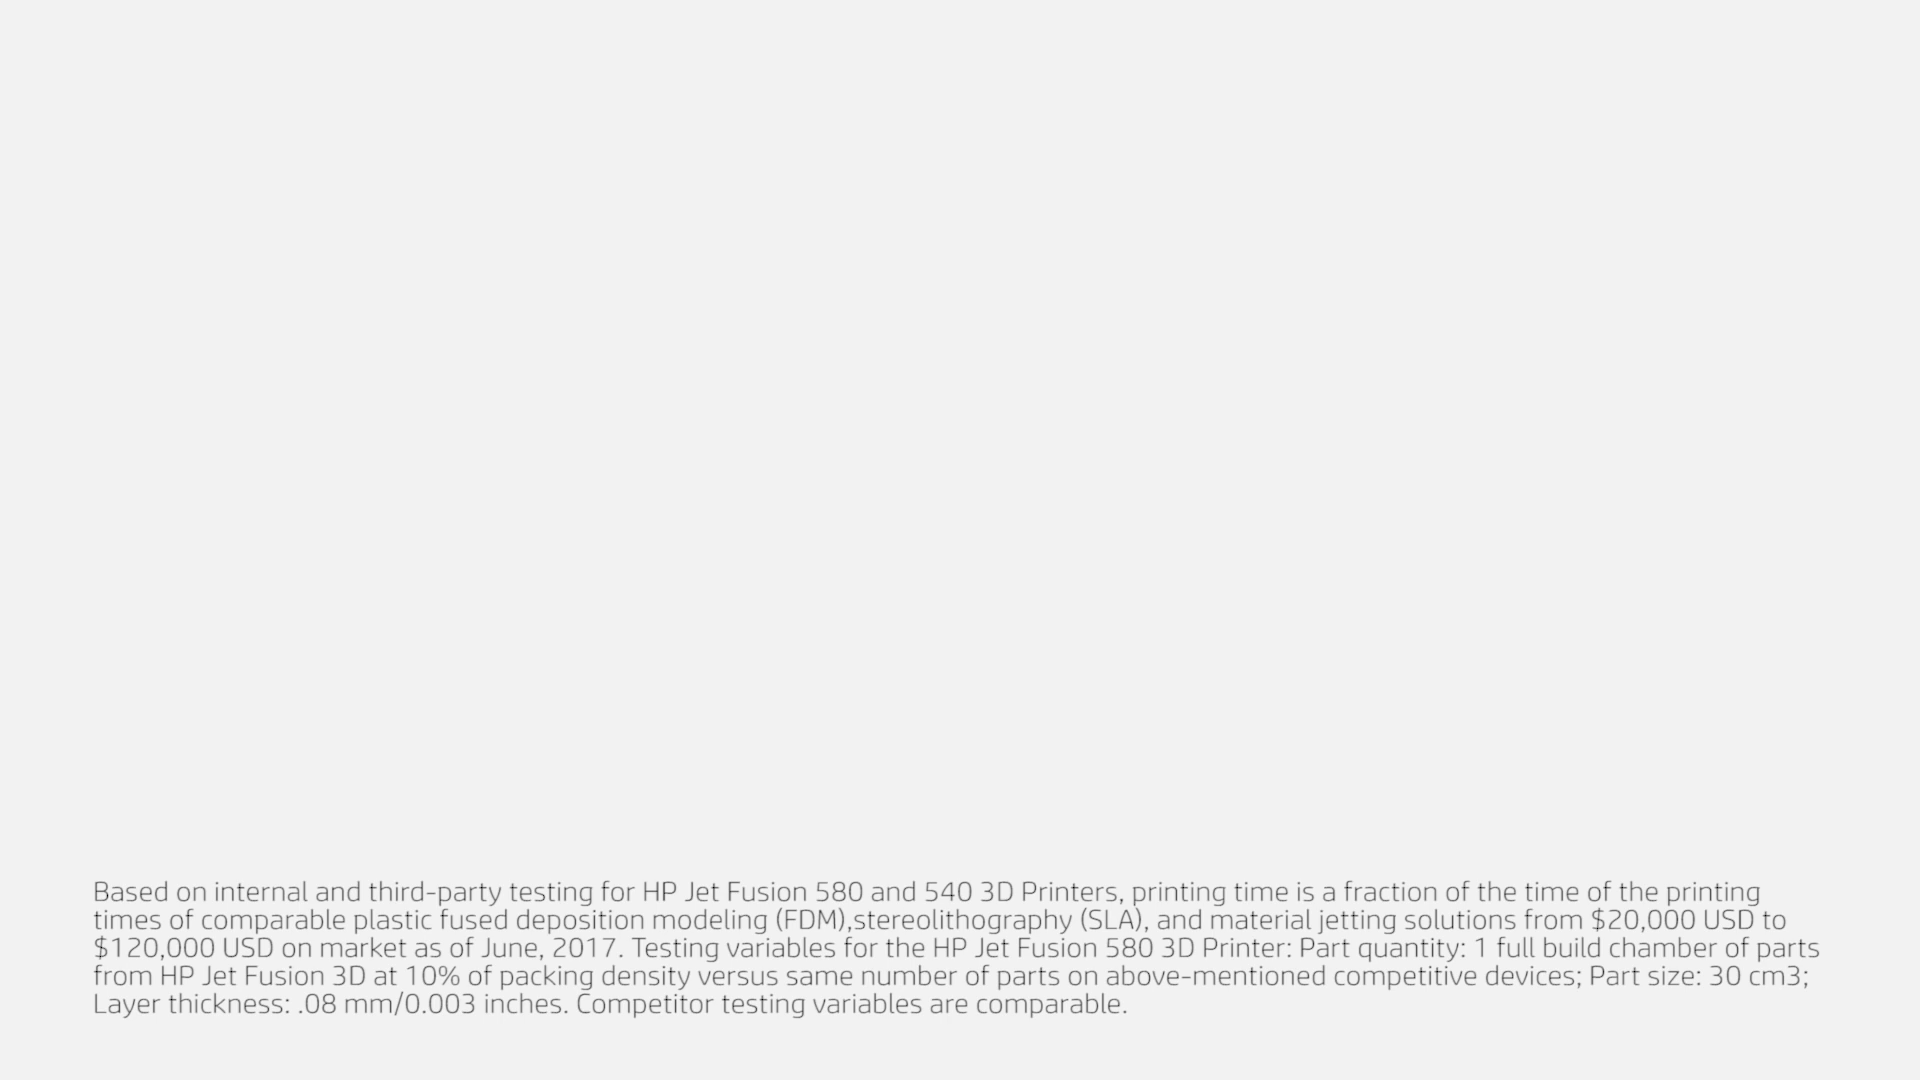 Based on internal and third-party testing for HP Jet Fusion 580 and 540 3D Printers, printing time is a fraction of the time of the printing
times of comparable plastic fused deposition modeling (FDM),stereolithography (SLA), and material jetting solutions from $20,000 USD to
$120,000 USD on market as of June, 2017. Testing variables for the HP Jet Fusion 580 3D Printer: Part quantity: 1 full build chamber of parts
from HP Jet Fusion 3D at 10% of packing density versus same number of parts on above-mentioned competitive devices; Part size: 30 cm3;
Layer thickness: .08 mm/0.003 inches. Competitor testing variables are comparable.